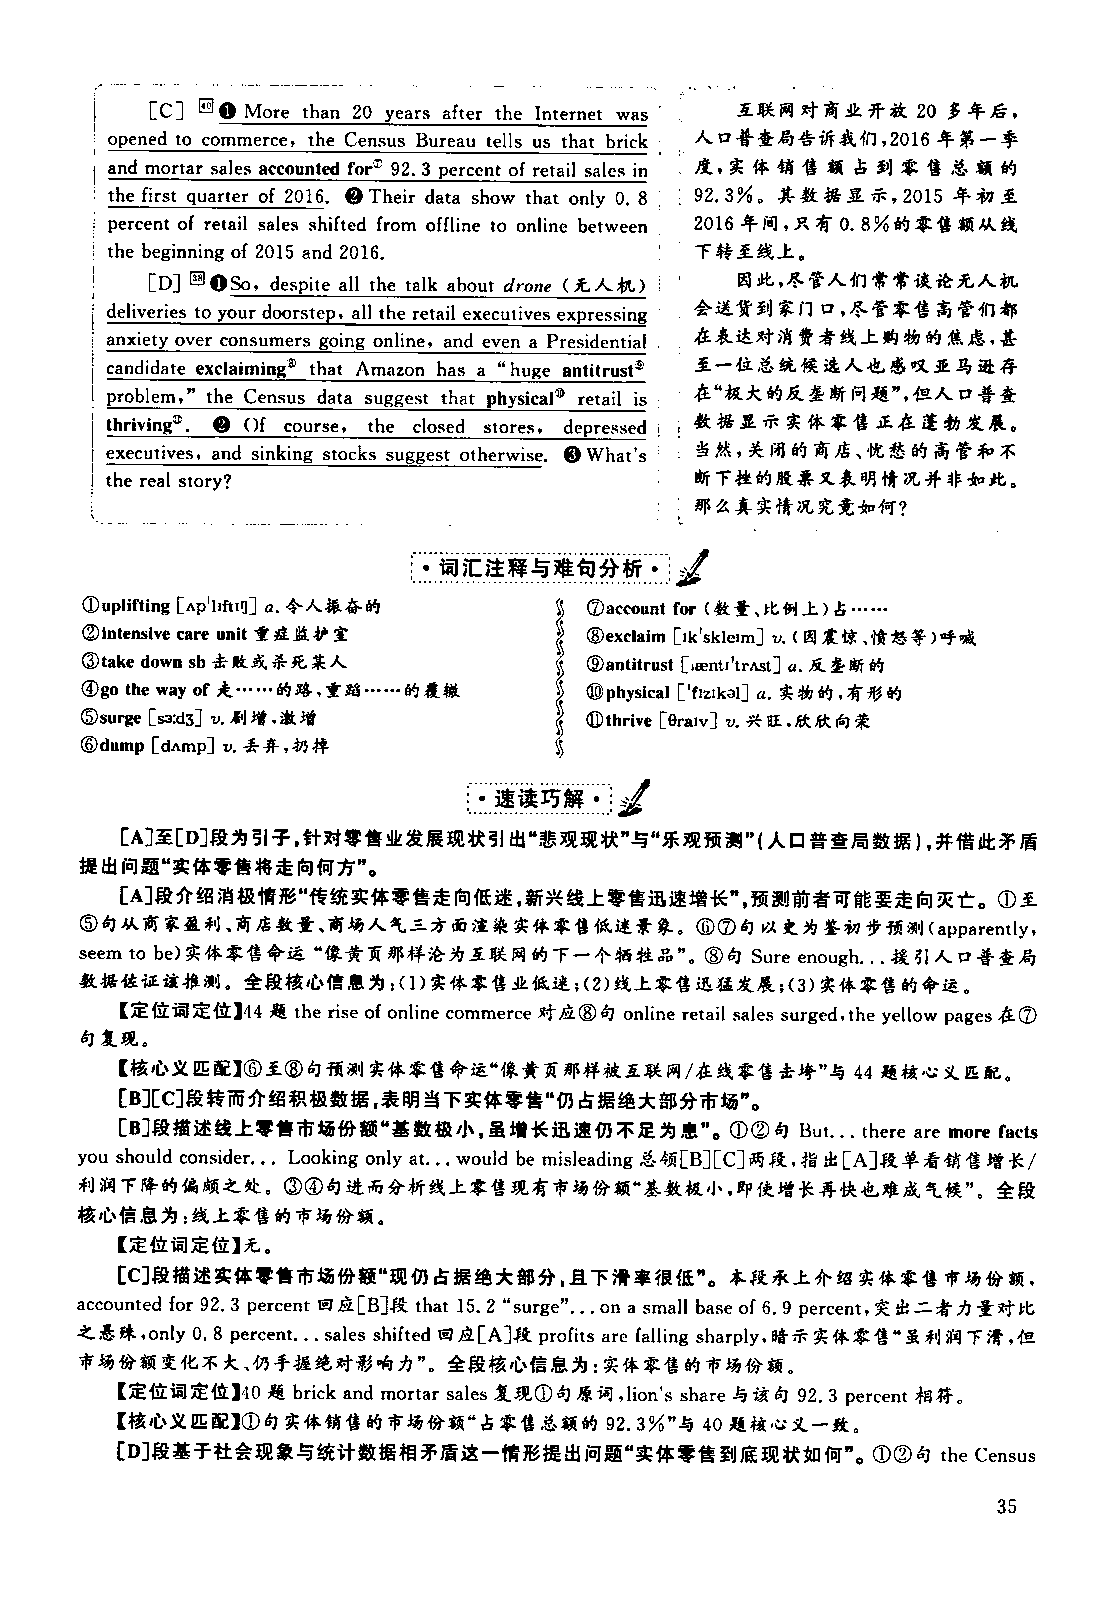 [C] 40 ❶ More than 20 years after the Internet was
opened to commerce, the Census Bureau tells us that brick
and mortar sales accounted for⑦ 92.3 percent of retail sales in
the first quarter of 2016. ❷ Their data show that only 0.8
percent of retail sales shifted from offline to online between
the beginning of 2015 and 2016.
[D] 38 ❶ So, despite all the talk about drone (无人机)
deliveries to your doorstep, all the retail executives expressing
anxiety over consumers going online, and even a Presidential
candidate exclaiming⑧ that Amazon has a “huge antitrust⑨
problem,” the Census data suggest that physical⑩ retail is
thriving⑪. ❷ Of course, the closed stores, depressed
executives, and sinking stocks suggest otherwise. ❸ What's
the real story?
互联网对商业开放 20 多年后,
人口普查局告诉我们,2016 年第一季
度,实体销售额占到零售总额的
92.3%。其数据显示,2015 年初至
2016 年间,只有 0.8%的零售额从线
下转至线上。
因此,尽管人们常常谈论无人机
会送货到家门口,尽管零售高管们都
在表达对消费者线上购物的焦虑,甚
至一位总统候选人也感叹亚马逊存
在“极大的反垄断问题”,但人口普查
数据显示实体零售正在蓬勃发展。
当然,关闭的商店、忧愁的高管和不
断下挫的股票又表明情况并非如此。
那么真实情况究竟如何?
·词汇注释与难句分析·
①uplifting [ʌpˈlɪftɪŋ] a. 令人振奋的
②intensive care unit 重症监护室
③take down sb 击败或杀死某人
④go the way of 走……的路,重蹈……的覆辙
⑤surge [sɜːdʒ] v. 剧增,激增
⑥dump [dʌmp] v. 丢弃,扔掉
⑦account for (数量、比例上)占……
⑧exclaim [ɪkˈskleɪm] v. (因震惊、愤怒等)呼喊
⑨antitrust [ˌæntɪˈtrʌst] a. 反垄断的
⑩physical [ˈfɪzɪkəl] a. 实物的,有形的
⑪thrive [θraɪv] v. 兴旺,欣欣向荣
·速读巧解·
[A]至[D]段为引子,针对零售业发展现状引出“悲观现状”与“乐观预测”(人口普查局数据),并借此矛盾
提出问题“实体零售将走向何方”。
[A]段介绍消极情形“传统实体零售走向低迷,新兴线上零售迅速增长”,预测前者可能要走向灭亡。①至
⑤句从商家盈利、商店数量、商场人气三方面渲染实体零售低迷景象。⑥⑦句以史为鉴初步预测(apparently,
seem to be)实体零售命运 “像黄页那样沦为互联网的下一个牺牲品”。⑧句 Sure enough... 援引人口普查局
数据佐证该推测。全段核心信息为:(1)实体零售业低迷;(2)线上零售迅猛发展;(3)实体零售的命运。
【定位词定位】44 题 the rise of online commerce 对应⑧句 online retail sales surged,the yellow pages 在⑦
句复现。
【核心义匹配】⑥至⑧句预测实体零售命运“像黄页那样被互联网/在线零售击垮”与 44 题核心义匹配。
[B][C]段转而介绍积极数据,表明当下实体零售“仍占据绝大部分市场”。
[B]段描述线上零售市场份额“基数极小,虽增长迅速仍不足为患”。①②句 But... there are more facts
you should consider... Looking only at... would be misleading 总领[B][C]两段,指出[A]段单看销售增长/
利润下降的偏颇之处。③④句进而分析线上零售现有市场份额“基数极小,即使增长再快也难成气候”。全段
核心信息为:线上零售的市场份额。
【定位词定位】无。
[C]段描述实体零售市场份额“现仍占据绝大部分,且下滑率很低”。本段承上介绍实体零售市场份额,
accounted for 92.3 percent 回应[B]段 that 15.2 “surge”... on a small base of 6.9 percent,突出二者力量对比
之悬殊,only 0.8 percent... sales shifted 回应[A]段 profits are falling sharply,暗示实体零售“虽利润下滑,但
市场份额变化不大、仍手握绝对影响力”。全段核心信息为:实体零售的市场份额。
【定位词定位】40 题 brick and mortar sales 复现①句原词,lion's share 与该句 92.3 percent 相符。
【核心义匹配】①句实体销售的市场份额“占零售总额的 92.3%”与 40 题核心义一致。
[D]段基于社会现象与统计数据相矛盾这一情形提出问题“实体零售到底现状如何”。①②句 the Census
35